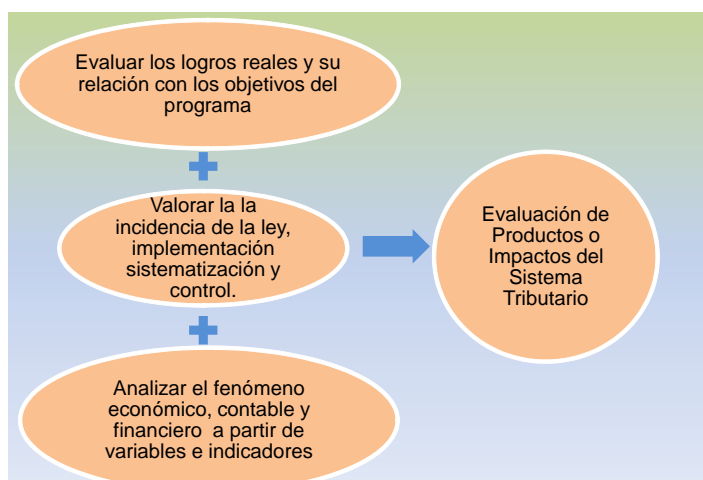 Evaluar los logros reales y su
relación con los objetivos del
programa
Valorar la la
incidencia de la ley,
implementación
sistematización y
control.
Analizar el fenómeno
económico, contable y
financiero a partir de
variables e indicadores
Evaluación de
Productos o
Impactos del
Sistema
Tributario